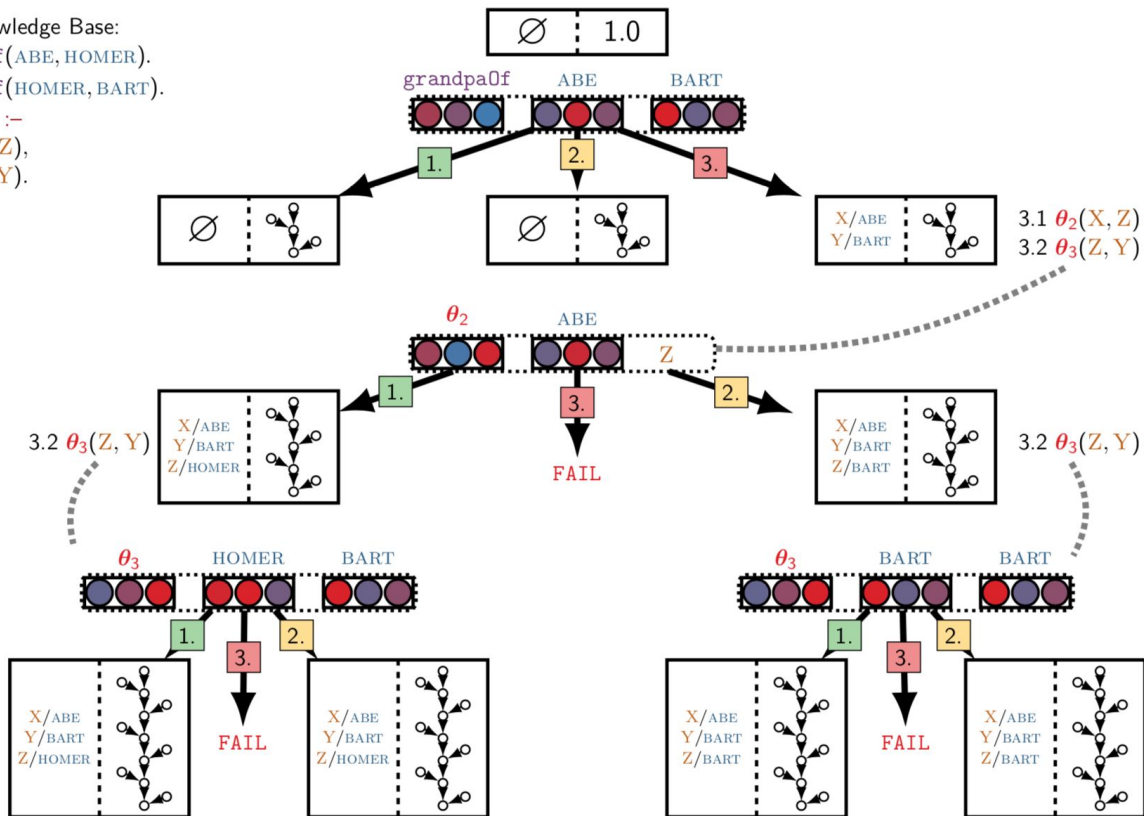 wledge Base:
f(ABE, HOMER).
f(HOMER, BART).
:–
Z),
Y).
∅ 1.0
grandpaOf ABE BART
1. 2. 3.
∅
∅
X/ABE
Y/BART
3.1 θ2(X, Z)
3.2 θ3(Z, Y)
θ2 ABE Z
1. 3. 2.
FAIL
3.2 θ3(Z, Y)
X/ABE
Y/BART
Z/HOMER
X/ABE
Y/BART
Z/BART
3.2 θ3(Z, Y)
θ3 HOMER BART
1. 3. 2.
FAIL
X/ABE
Y/BART
Z/HOMER
X/ABE
Y/BART
Z/HOMER
θ3 BART BART
1. 3. 2.
FAIL
X/ABE
Y/BART
Z/BART
X/ABE
Y/BART
Z/BART